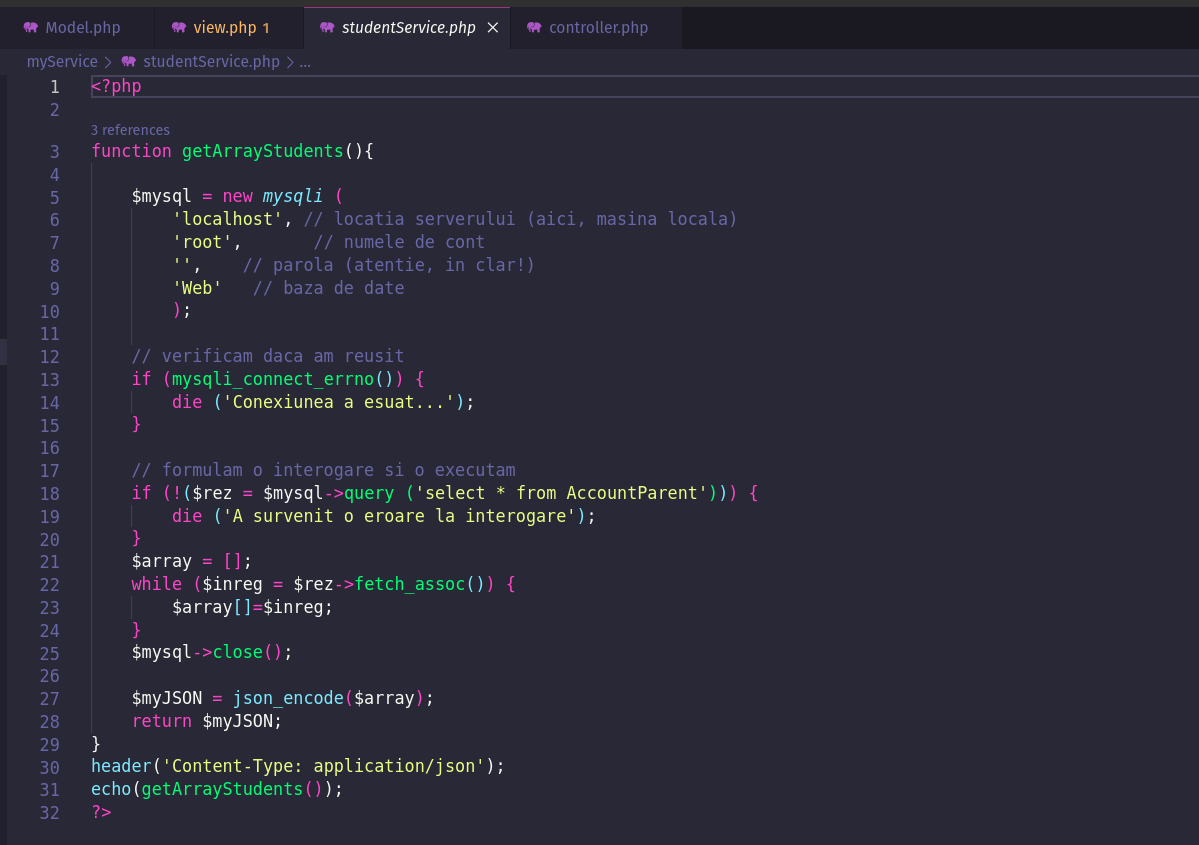 Model.php view.php 1 studentService.php × controller.php
myService > studentService.php > ...
1 <?php
2
3 references
3 function getArrayStudents(){
4
5 $mysql = new mysqli (
6 'localhost', // locatia serverului (aici, masina locala)
7 'root', // numele de cont
8 '', // parola (atentie, in clar!)
9 'Web' // baza de date
10 );
11
12 // verificam daca am reusit
13 if (mysqli_connect_errno()) {
14 die ('Conexiunea a esuat...');
15 }
16
17 // formulam o interogare si o executam
18 if (!($rez = $mysql->query ('select * from AccountParent'))) {
19 die ('A survenit o eroare la interogare');
20 }
21 $array = [];
22 while ($inreg = $rez->fetch_assoc()) {
23 $array[]=$inreg;
24 }
25 $mysql->close();
26
27 $myJSON = json_encode($array);
28 return $myJSON;
29 }
30 header('Content-Type: application/json');
31 echo(getArrayStudents());
32 ?>